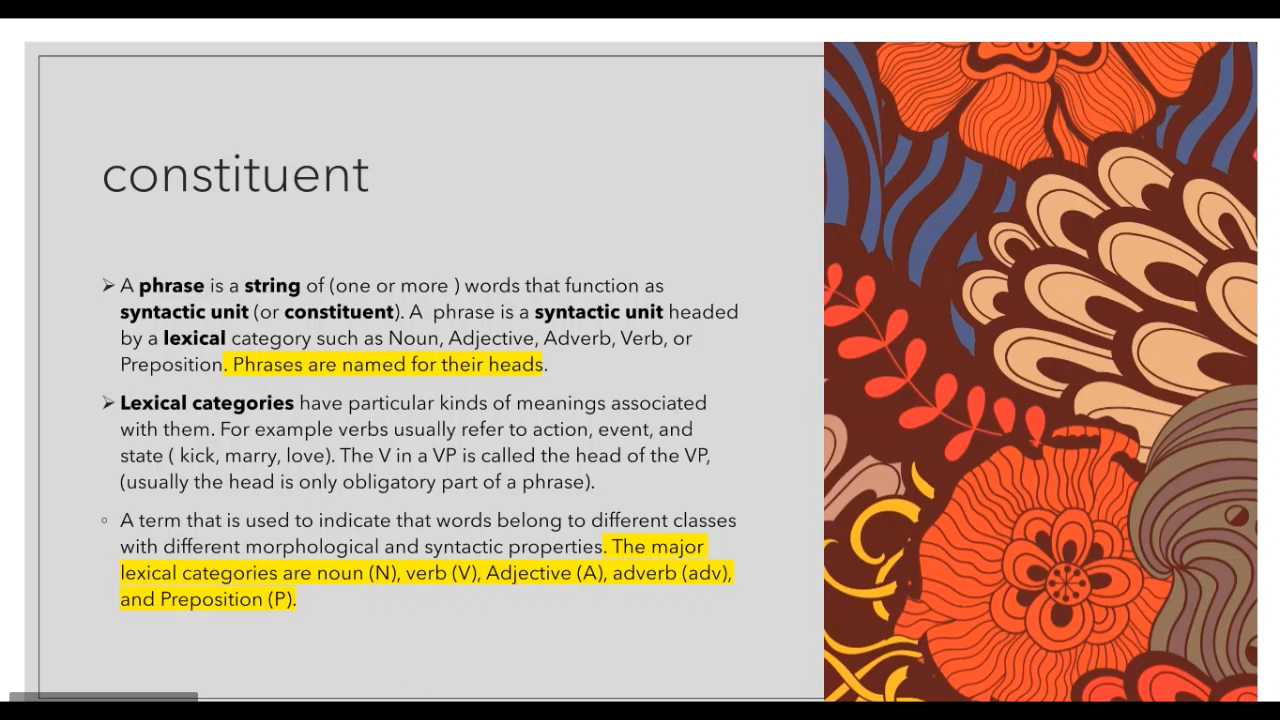 constituent
➢ A phrase is a string of (one or more ) words that function as
syntactic unit (or constituent). A  phrase is a syntactic unit headed
by a lexical category such as Noun, Adjective, Adverb, Verb, or
Preposition. Phrases are named for their heads.
➢ Lexical categories have particular kinds of meanings associated
with them. For example verbs usually refer to action, event, and
state ( kick, marry, love). The V in a VP is called the head of the VP,
(usually the head is only obligatory part of a phrase).
◦ A term that is used to indicate that words belong to different classes
with different morphological and syntactic properties. The major
lexical categories are noun (N), verb (V), Adjective (A), adverb (adv),
and Preposition (P).